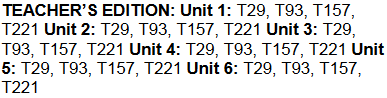 TEACHER’S EDITION: Unit 1: T29, T93, T157,
T221 Unit 2: T29, T93, T157, T221 Unit 3: T29,
T93, T157, T221 Unit 4: T29, T93, T157, T221 Unit
5: T29, T93, T157, T221 Unit 6: T29, T93, T157,
T221